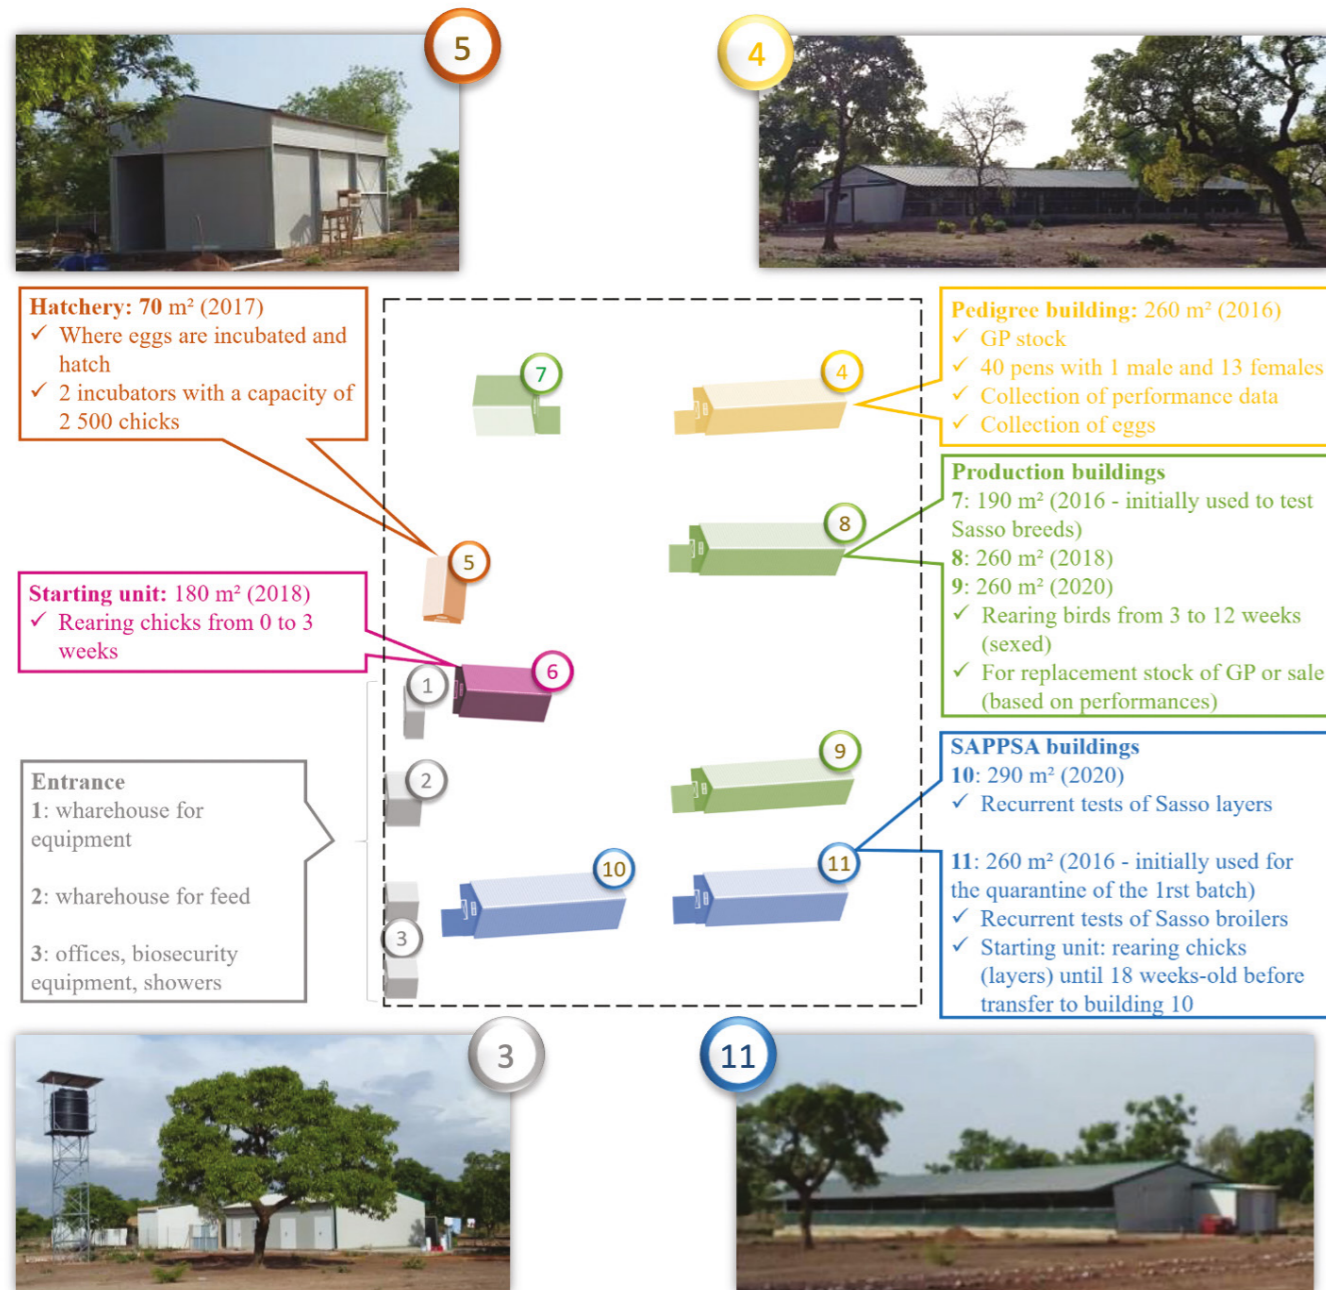 5
4
Hatchery: 70 m² (2017)
✓ Where eggs are incubated and
hatch
✓ 2 incubators with a capacity of
2 500 chicks
Starting unit: 180 m² (2018)
✓ Rearing chicks from 0 to 3
weeks
Entrance
1: wharehouse for
equipment
2: wharehouse for feed
3: offices, biosecurity
equipment, showers
7
4
8
5
6
1
2
9
10
11
3
Pedigree building: 260 m² (2016)
✓ GP stock
✓ 40 pens with 1 male and 13 females
✓ Collection of performance data
✓ Collection of eggs
Production buildings
7: 190 m² (2016 - initially used to test
Sasso breeds)
8: 260 m² (2018)
9: 260 m² (2020)
✓ Rearing birds from 3 to 12 weeks
(sexed)
✓ For replacement stock of GP or sale
(based on performances)
SAPPSA buildings
10: 290 m² (2020)
✓ Recurrent tests of Sasso layers
11: 260 m² (2016 - initially used for
the quarantine of the 1rst batch)
✓ Recurrent tests of Sasso broilers
✓ Starting unit: rearing chicks
(layers) until 18 weeks-old before
transfer to building 10
3
11